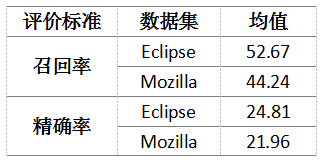 评价标准 数据集 均值
召回率 Eclipse 52.67
Mozilla 44.24
精确率 Eclipse 24.81
Mozilla 21.96